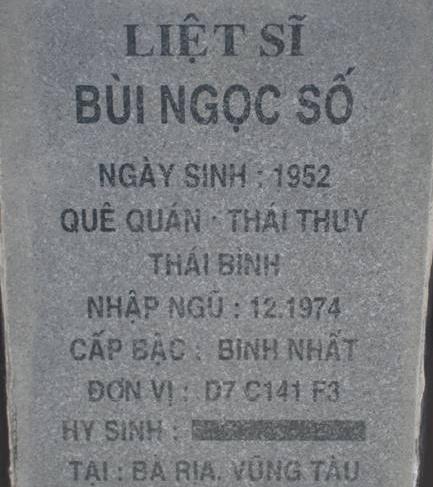 LIỆT SĨ
BÙI NGỌC SỐ
NGÀY SINH : 1952
QUÊ QUÁN · THÁI THUỴ
THÁI BÌNH
NHẬP NGŨ : 12.1974
CẤP BẬC : BINH NHẤT
ĐƠN VỊ : D7 C141 F3
HY SINH :
TẠI : BÀ RỊA. VŨNG TÀU